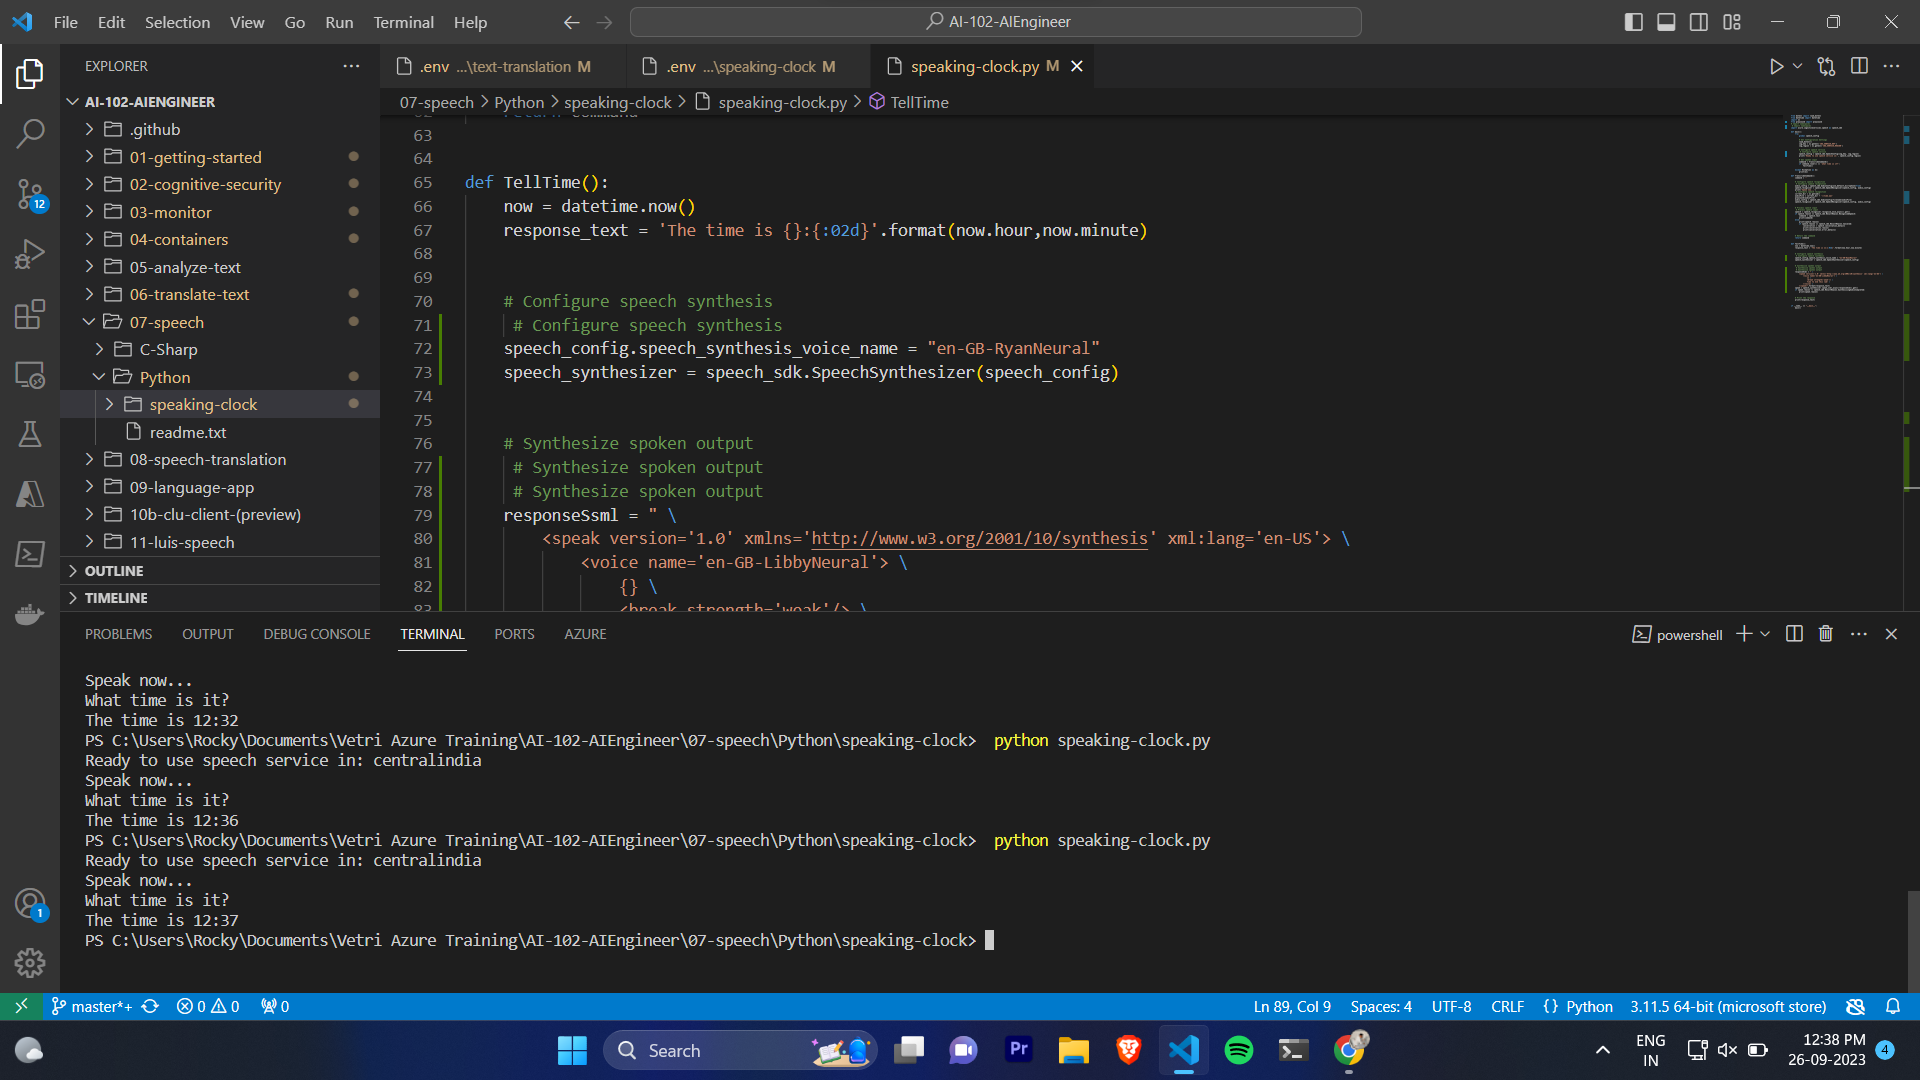 File Edit Selection View Go Run Terminal Help
AI-102-AIEngineer
EXPLORER
AI-102-AIENGINEER
.github
01-getting-started
02-cognitive-security
03-monitor
04-containers
05-analyze-text
06-translate-text
07-speech
C-Sharp
Python
speaking-clock
readme.txt
08-speech-translation
09-language-app
10b-clu-client-(preview)
11-luis-speech
OUTLINE
TIMELINE
12
1
.env ...\text-translation M
.env ...\speaking-clock M
speaking-clock.py M
07-speech > Python > speaking-clock > speaking-clock.py > TellTime
62 return command
63
64
65 def TellTime():
66 now = datetime.now()
67 response_text = 'The time is {}:{:02d}'.format(now.hour,now.minute)
68
69
70 # Configure speech synthesis
71 # Configure speech synthesis
72 speech_config.speech_synthesis_voice_name = "en-GB-RyanNeural"
73 speech_synthesizer = speech_sdk.SpeechSynthesizer(speech_config)
74
75
76 # Synthesize spoken output
77 # Synthesize spoken output
78 # Synthesize spoken output
79 responseSsml = " \
80 <speak version='1.0' xmlns='http://www.w3.org/2001/10/synthesis' xml:lang='en-US'> \
81 <voice name='en-GB-LibbyNeural'> \
82 {} \
83 <break strength='weak'/> \
PROBLEMS OUTPUT DEBUG CONSOLE TERMINAL PORTS AZURE
powershell
Speak now...
What time is it?
The time is 12:32
PS C:\Users\Rocky\Documents\Vetri Azure Training\AI-102-AIEngineer\07-speech\Python\speaking-clock> python speaking-clock.py
Ready to use speech service in: centralindia
Speak now...
What time is it?
The time is 12:36
PS C:\Users\Rocky\Documents\Vetri Azure Training\AI-102-AIEngineer\07-speech\Python\speaking-clock> python speaking-clock.py
Ready to use speech service in: centralindia
Speak now...
What time is it?
The time is 12:37
PS C:\Users\Rocky\Documents\Vetri Azure Training\AI-102-AIEngineer\07-speech\Python\speaking-clock>
master*+ 0 0 0
Ln 89, Col 9 Spaces: 4 UTF-8 CRLF {} Python 3.11.5 64-bit (microsoft store)
Search
Pr
ENG
IN
12:38 PM
26-09-2023
4